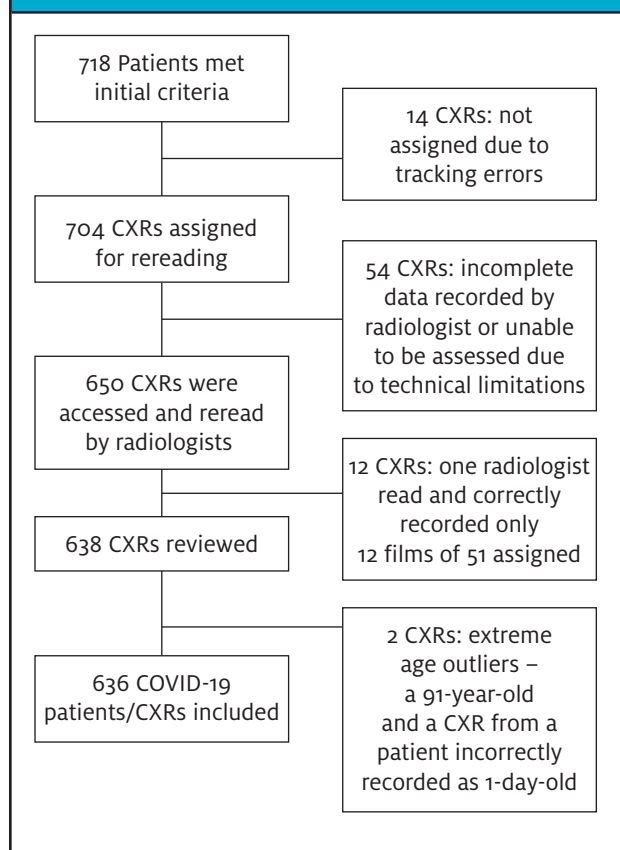 718 Patients met
initial criteria
14 CXRs: not
assigned due to
tracking errors
704 CXRs assigned
for rereading
54 CXRs: incomplete
data recorded by
radiologist or unable
to be assessed due
to technical limitations
650 CXRs were
accessed and reread
by radiologists
12 CXRs: one radiologist
read and correctly
recorded only
12 films of 51 assigned
638 CXRs reviewed
2 CXRs: extreme
age outliers –
a 91-year-old
and a CXR from a
patient incorrectly
recorded as 1-day-old
636 COVID-19
patients/CXRs included